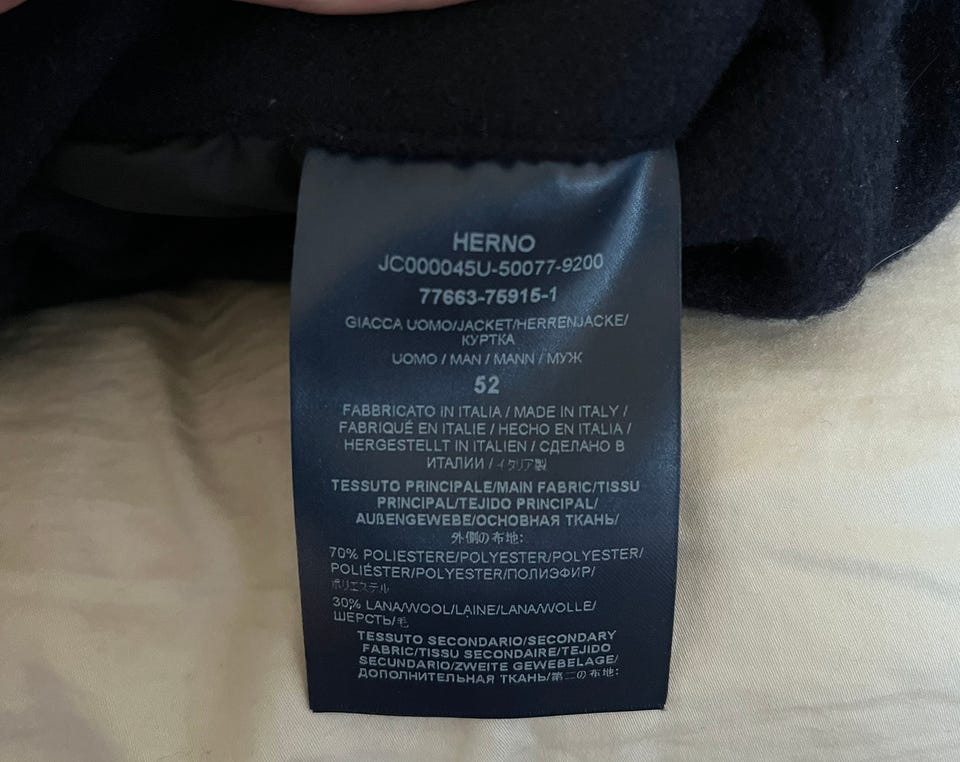 HERNO
JC000045U-50077-9200
77663-75915-1
GIACCA UOMO/JACKET/HERRENJACKE/
КУРТКА
UOMO / MAN / MANN / МУЖ
52
FABBRICATO IN ITALIA / MADE IN ITALY /
FABRIQUÉ EN ITALIE / HECHO EN ITALIA /
HERGESTELLT IN ITALIEN / СДЕЛАНО В
ИТАЛИИ / イタリア製
TESSUTO PRINCIPALE/MAIN FABRIC/TISSU
PRINCIPAL/TEJIDO PRINCIPAL/
AUßENGEWEBE/ОСНОВНАЯ ТКАНЬ/
外側の布地:
70% POLIESTERE/POLYESTER/POLYESTER/
POLIÉSTER/POLYESTER/ПОЛИЭФИР/
ポリエステル
30% LANA/WOOL/LAINE/LANA/WOLLE/
ШЕРСТЬ/毛
TESSUTO SECONDARIO/SECONDARY
FABRIC/TISSU SECONDAIRE/TEJIDO
SECUNDARIO/ZWEITE GEWEBELAGE/
ДОПОЛНИТЕЛЬНАЯ ТКАНЬ/第二の布地: